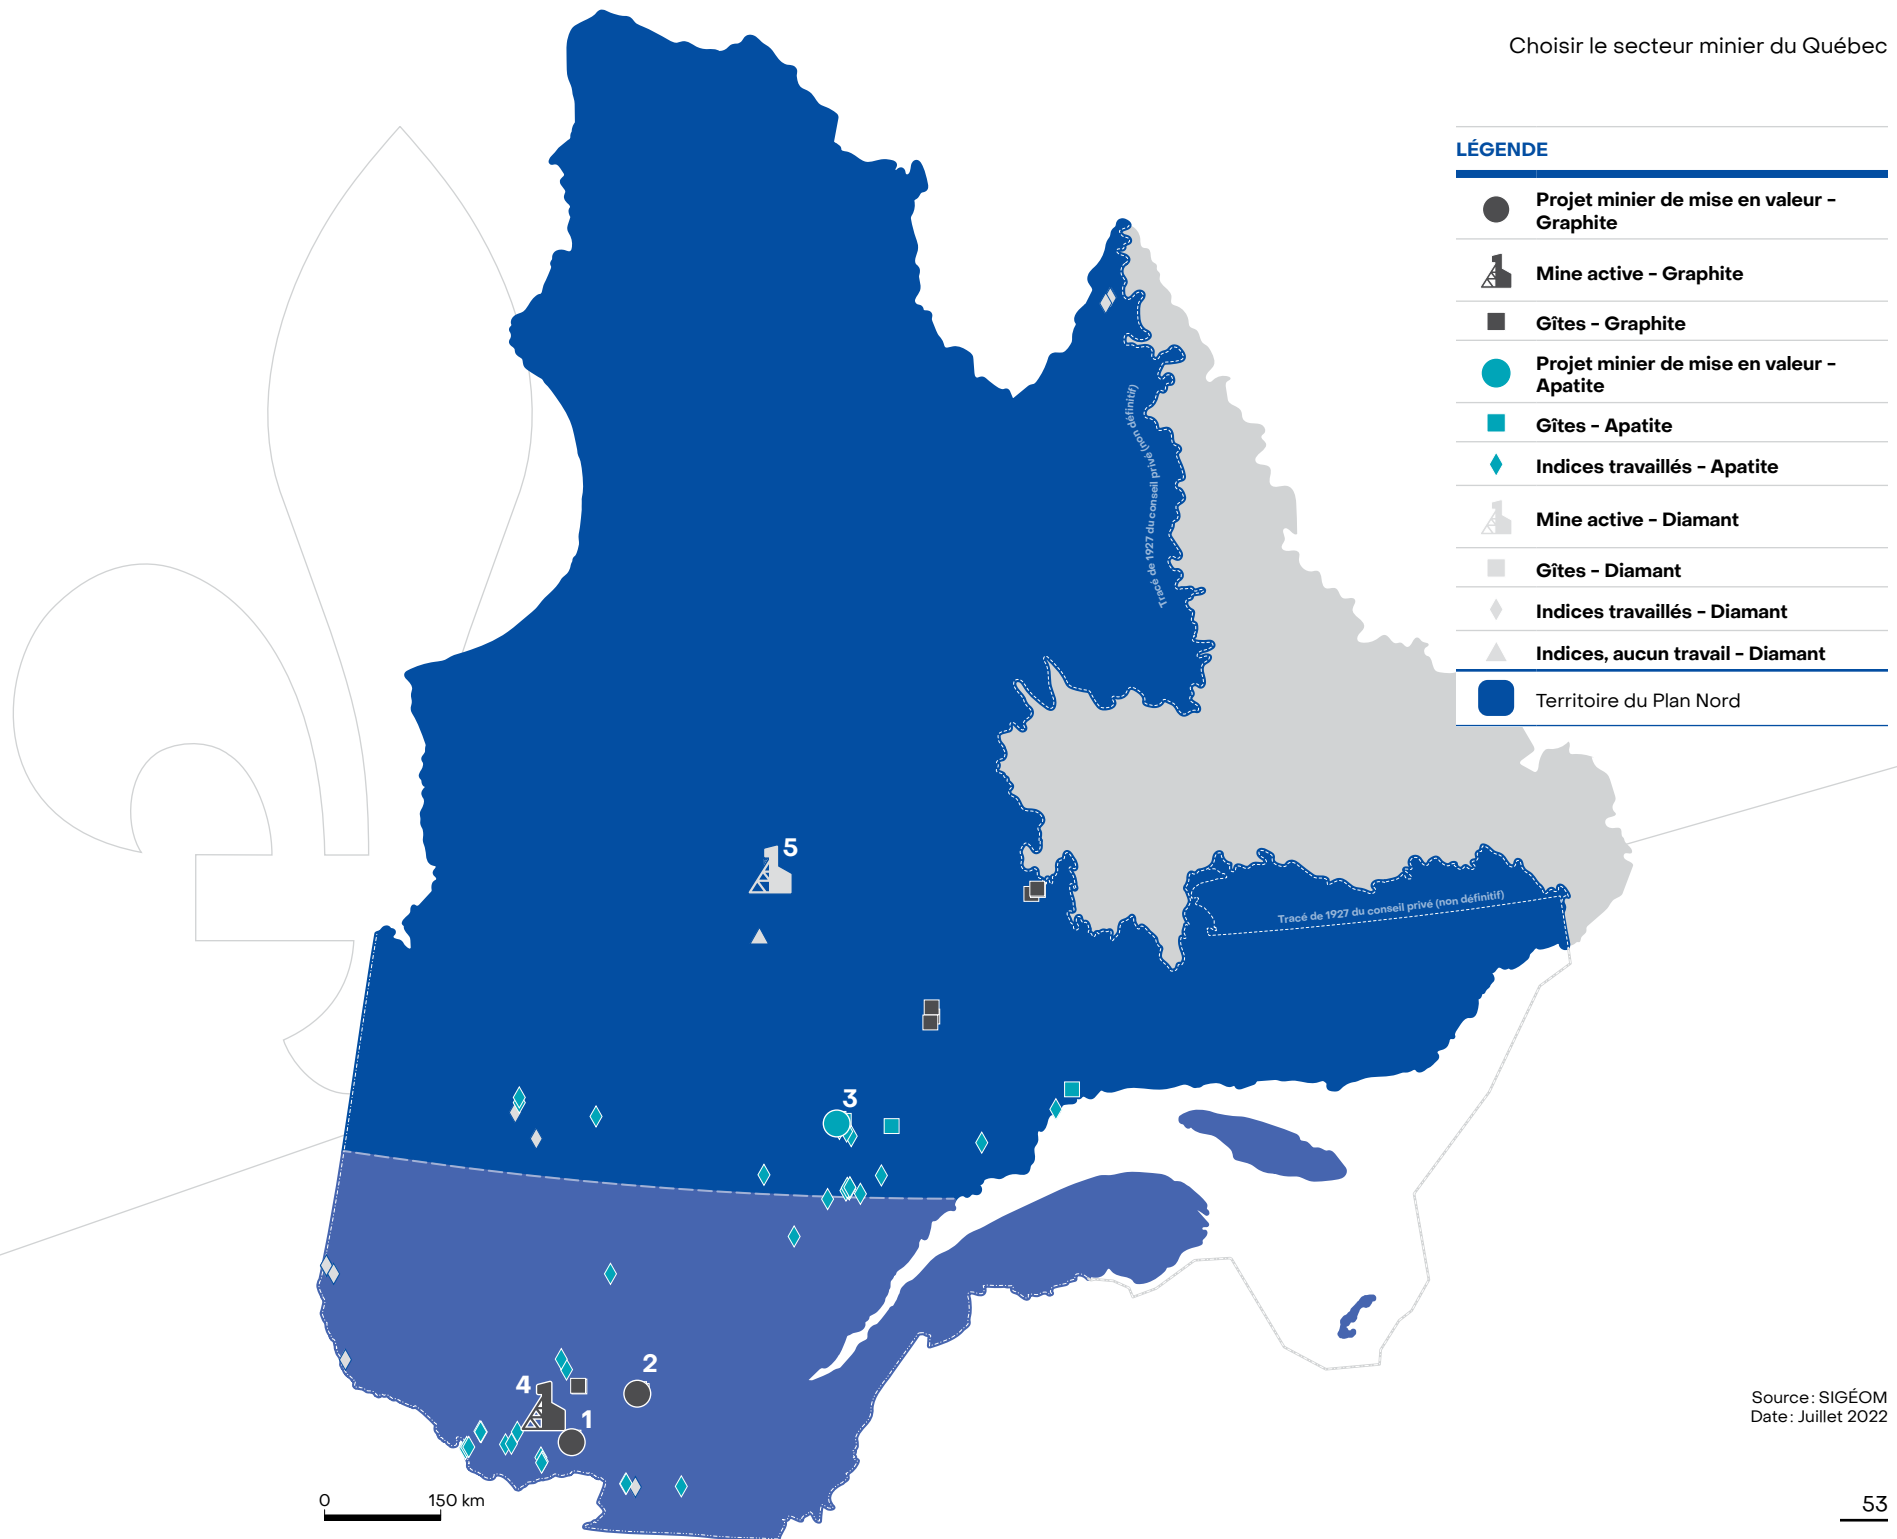 Choisir le secteur minier du Québec
LÉGENDE
Projet minier de mise en valeur –
Graphite
Mine active – Graphite
Gîtes – Graphite
Projet minier de mise en valeur –
Apatite
Gîtes – Apatite
Indices travaillés – Apatite
Mine active – Diamant
Gîtes – Diamant
Indices travaillés – Diamant
Indices, aucun travail – Diamant
Territoire du Plan Nord
Tracé de 1927 du conseil privé (non définitif)
5
Tracé de 1927 du conseil privé (non définitif)
3
2
4
1
0 150 km
Source : SIGÉOM
Date : Juillet 2022
53